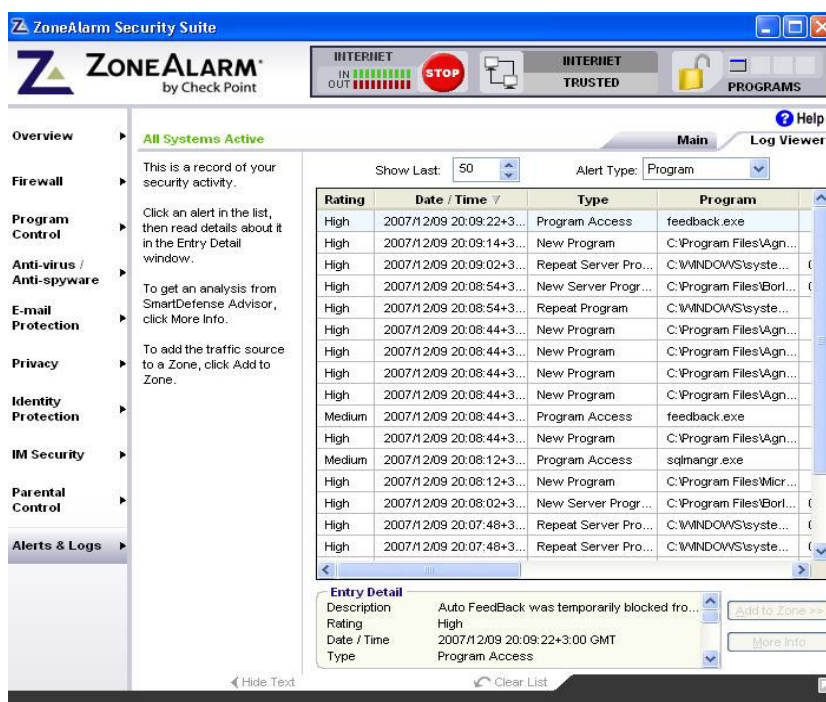 ZoneAlarm Security Suite
ZONEALARM
by Check Point
INTERNET
IN
OUT
STOP
INTERNET
TRUSTED
PROGRAMS
Help
Overview
Firewall
Program
Control
Anti-virus /
Anti-spyware
E-mail
Protection
Privacy
Identity
Protection
IM Security
Parental
Control
Alerts & Logs
All Systems Active
Main
Log Viewer
This is a record of your
security activity.
Click an alert in the list,
then read details about it
in the Entry Detail
window.
To get an analysis from
SmartDefense Advisor,
click More Info.
To add the traffic source
to a Zone, click Add to
Zone.
Show Last: 50 Alert Type: Program
Rating Date / Time Type Program
High 2007/12/09 20:09:22+3... Program Access feedback.exe
High 2007/12/09 20:09:14+3... New Program C:\Program Files\Agn...
High 2007/12/09 20:09:02+3... Repeat Server Pro... C:\WINDOWS\syste...
High 2007/12/09 20:08:54+3... New Server Progr... C:\Program Files\Borl...
High 2007/12/09 20:08:54+3... Repeat Program C:\WINDOWS\syste...
High 2007/12/09 20:08:44+3... New Program C:\Program Files\Agn...
High 2007/12/09 20:08:44+3... New Program C:\Program Files\Agn...
High 2007/12/09 20:08:44+3... New Program C:\Program Files\Agn...
High 2007/12/09 20:08:44+3... New Program C:\Program Files\Agn...
Medium 2007/12/09 20:08:44+3... Program Access feedback.exe
High 2007/12/09 20:08:44+3... New Program C:\Program Files\Agn...
Medium 2007/12/09 20:08:12+3... Program Access sqlmangr.exe
High 2007/12/09 20:08:12+3... New Program C:\Program Files\Micr...
High 2007/12/09 20:08:02+3... New Server Progr... C:\Program Files\Borl...
High 2007/12/09 20:07:48+3... Repeat Server Pro... C:\WINDOWS\syste...
High 2007/12/09 20:07:48+3... Repeat Server Pro... C:\WINDOWS\syste...
Entry Detail
Description Auto FeedBack was temporarily blocked fro...
Rating High
Date / Time 2007/12/09 20:09:22+3:00 GMT
Type Program Access
Add to Zone >>
More Info
Hide Text
Clear List